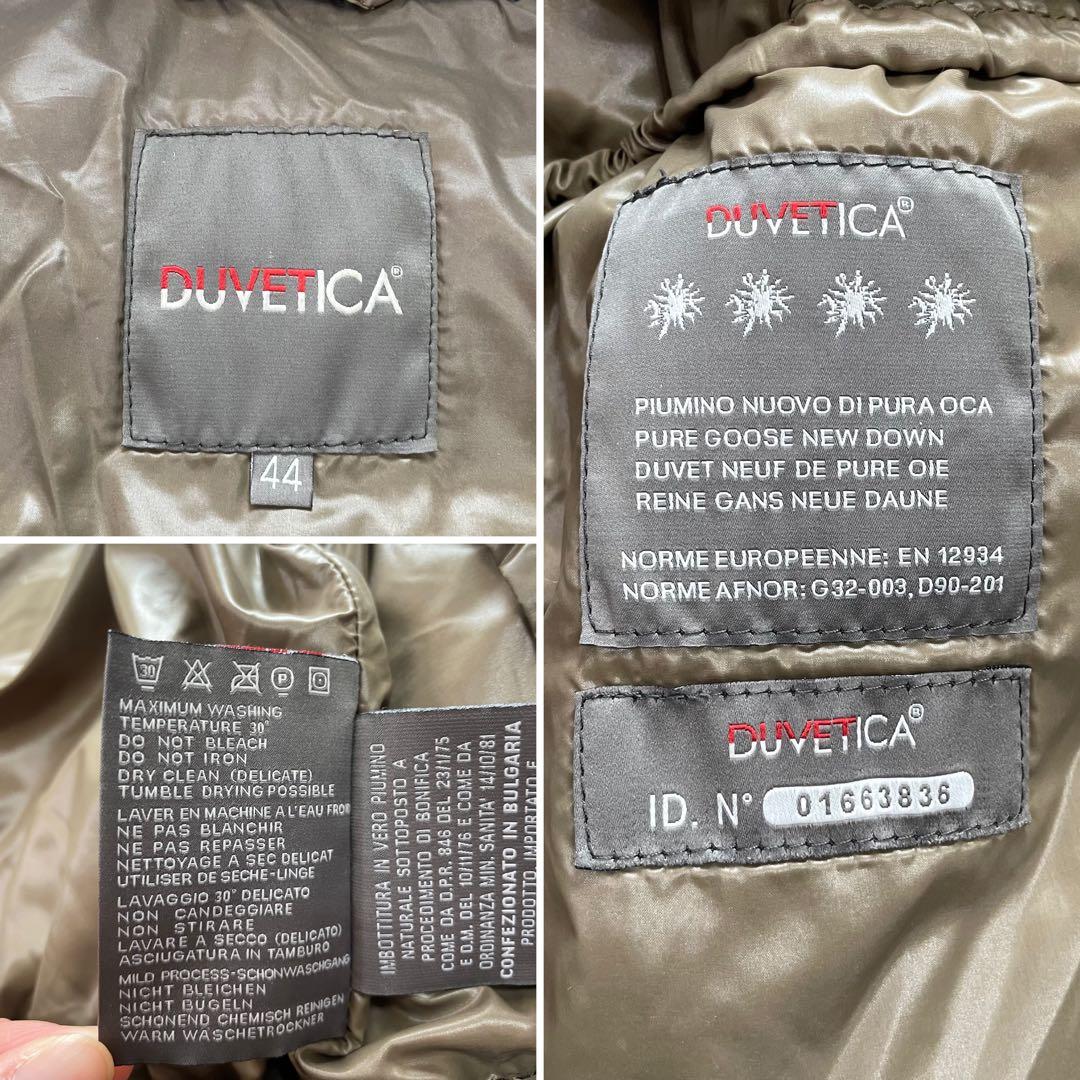 DUVETICA®
44
DUVETICA®
PIUMINO NUOVO DI PURA OCA
PURE GOOSE NEW DOWN
DUVET NEUF DE PURE OIE
REINE GANS NEUE DAUNE
NORME EUROPEENNE: EN 12934
NORME AFNOR: G32-003, D90-201
DUVETICA®
ID. N° 01663836
30 P
MAXIMUM WASHING
TEMPERATURE 30°
DO NOT BLEACH
DO NOT IRON
DRY CLEAN (DELICATE)
TUMBLE DRYING POSSIBLE
LAVER EN MACHINE A L'EAU FROI
NE PAS BLANCHIR
NE PAS REPASSER
NETTOYAGE A SEC DELICAT
UTILISER DE SECHE-LINGE
LAVAGGIO 30° DELICATO
NON CANDEGGIARE
NON STIRARE
LAVARE A SECCO (DELICATO)
ASCIUGATURA IN TAMBURO
MILD PROCESS-SCHONWASCHGANG
NICHT BLEICHEN
NICHT BUGELN
SCHONEND CHEMISCH REINIGEN
WARM WASCHETROCKNER
IMBOTTITURA IN VERO PIUMINO
NATURALE SOTTOPOSTO A
PROCEDIMENTO DI BONIFICA
COME DA D.P.R. 846 DEL 23/1/75
E D.M. DEL 10/11/76 E COME DA
ORDINANZA MIN. SANITA' 14/10/81
CONFEZIONATO IN BULGARIA
PRODOTTO, IMPORTATO E